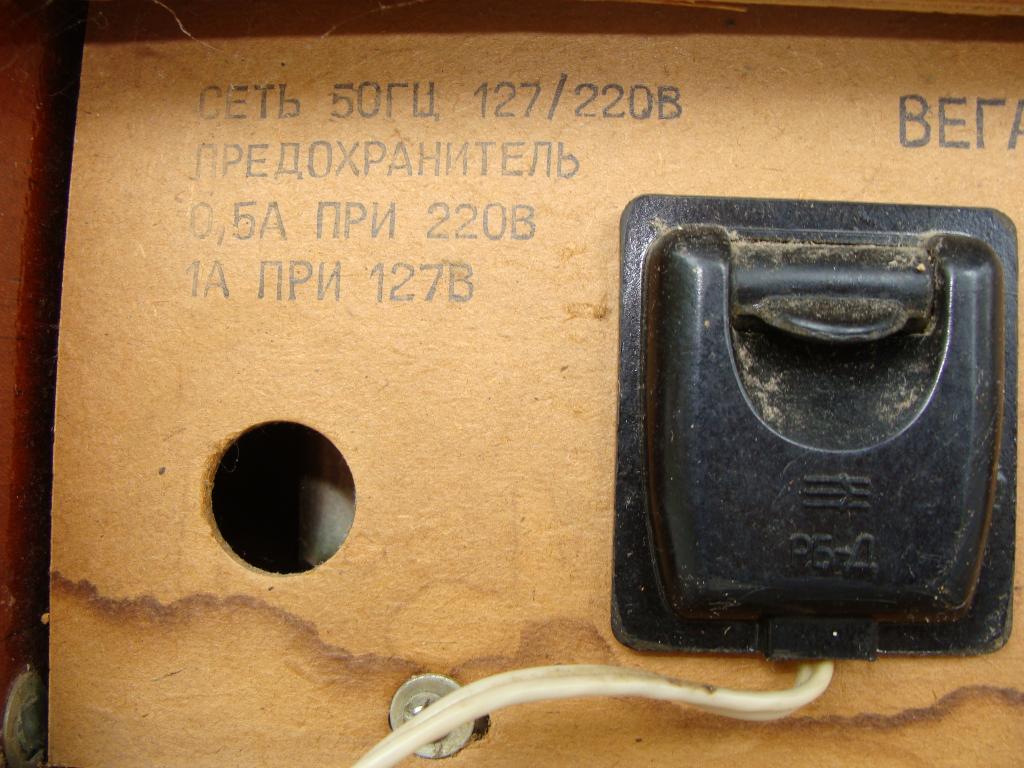 СЕТЬ 50ГЦ 127/220В
ПРЕДОХРАНИТЕЛЬ
0,5А ПРИ 220В
1А ПРИ 127В
ВЕГА
РБ-Д